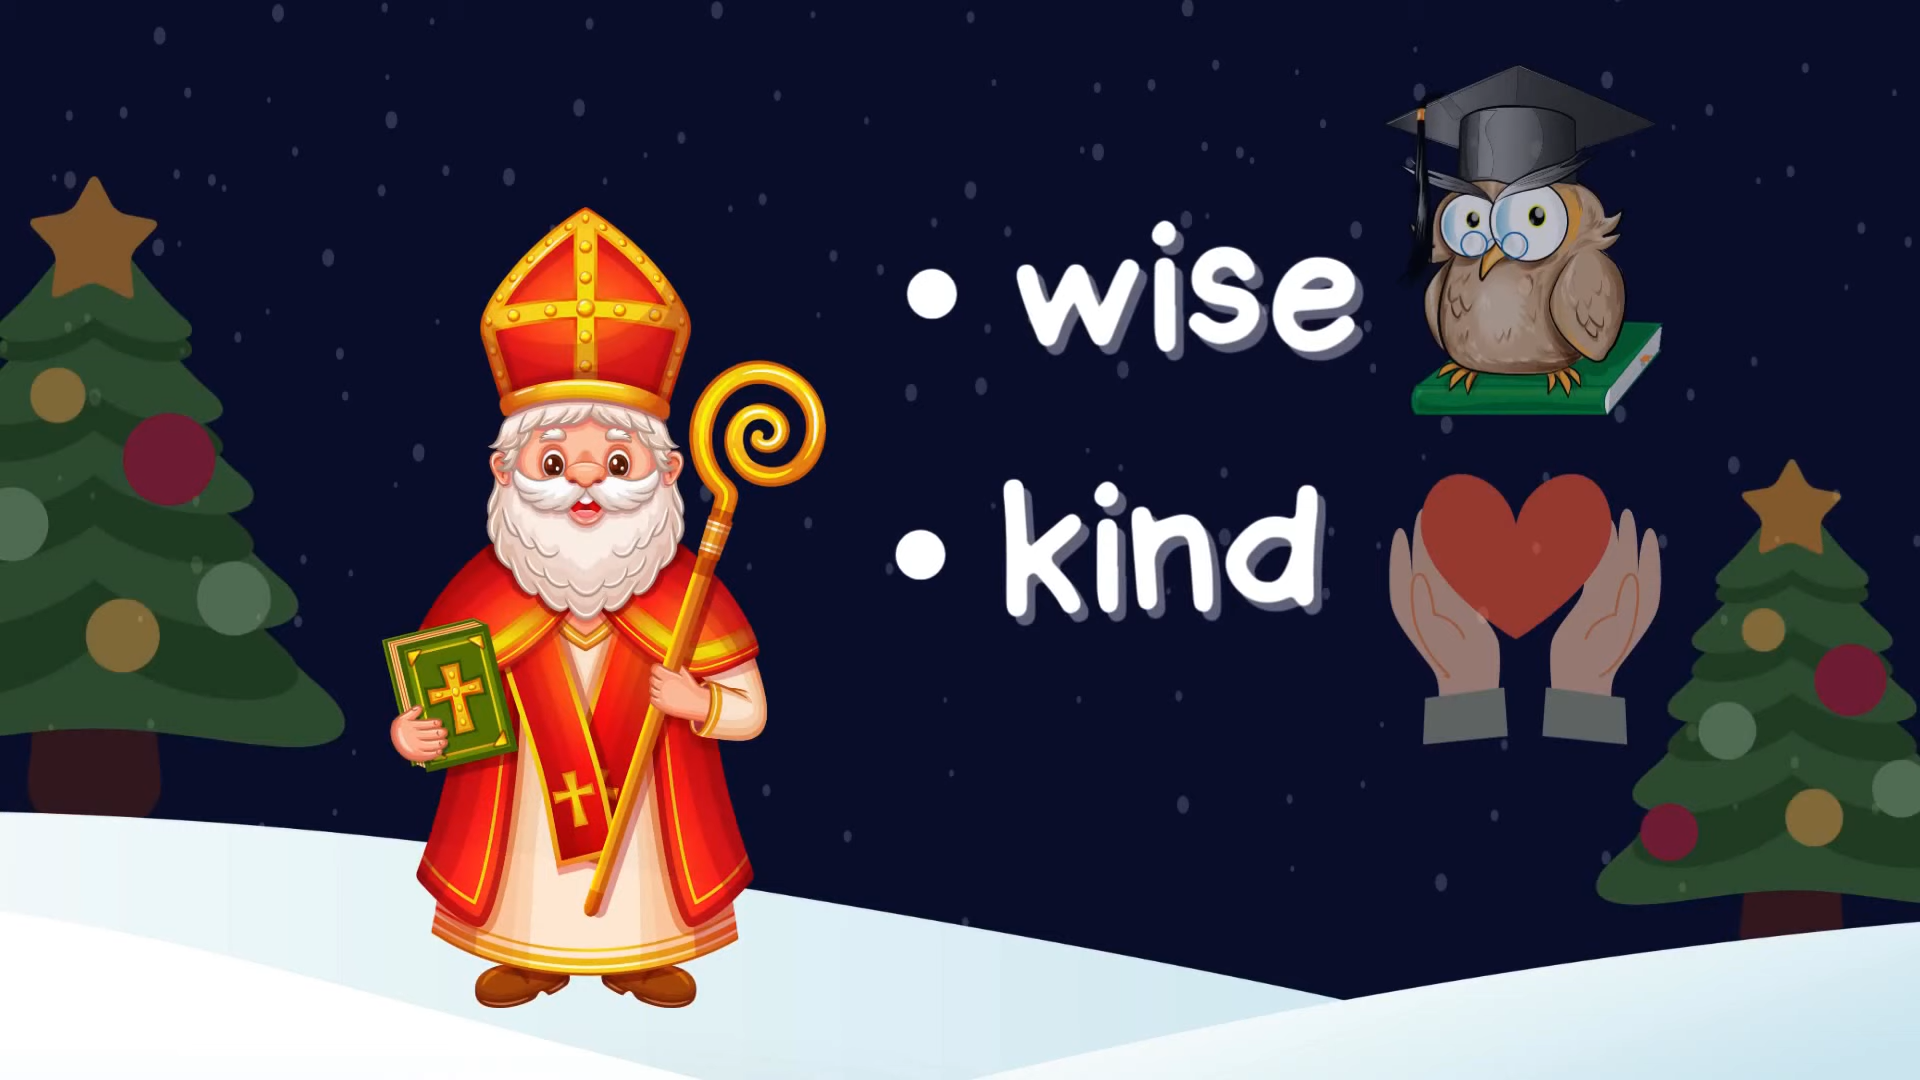 • wise
• kind